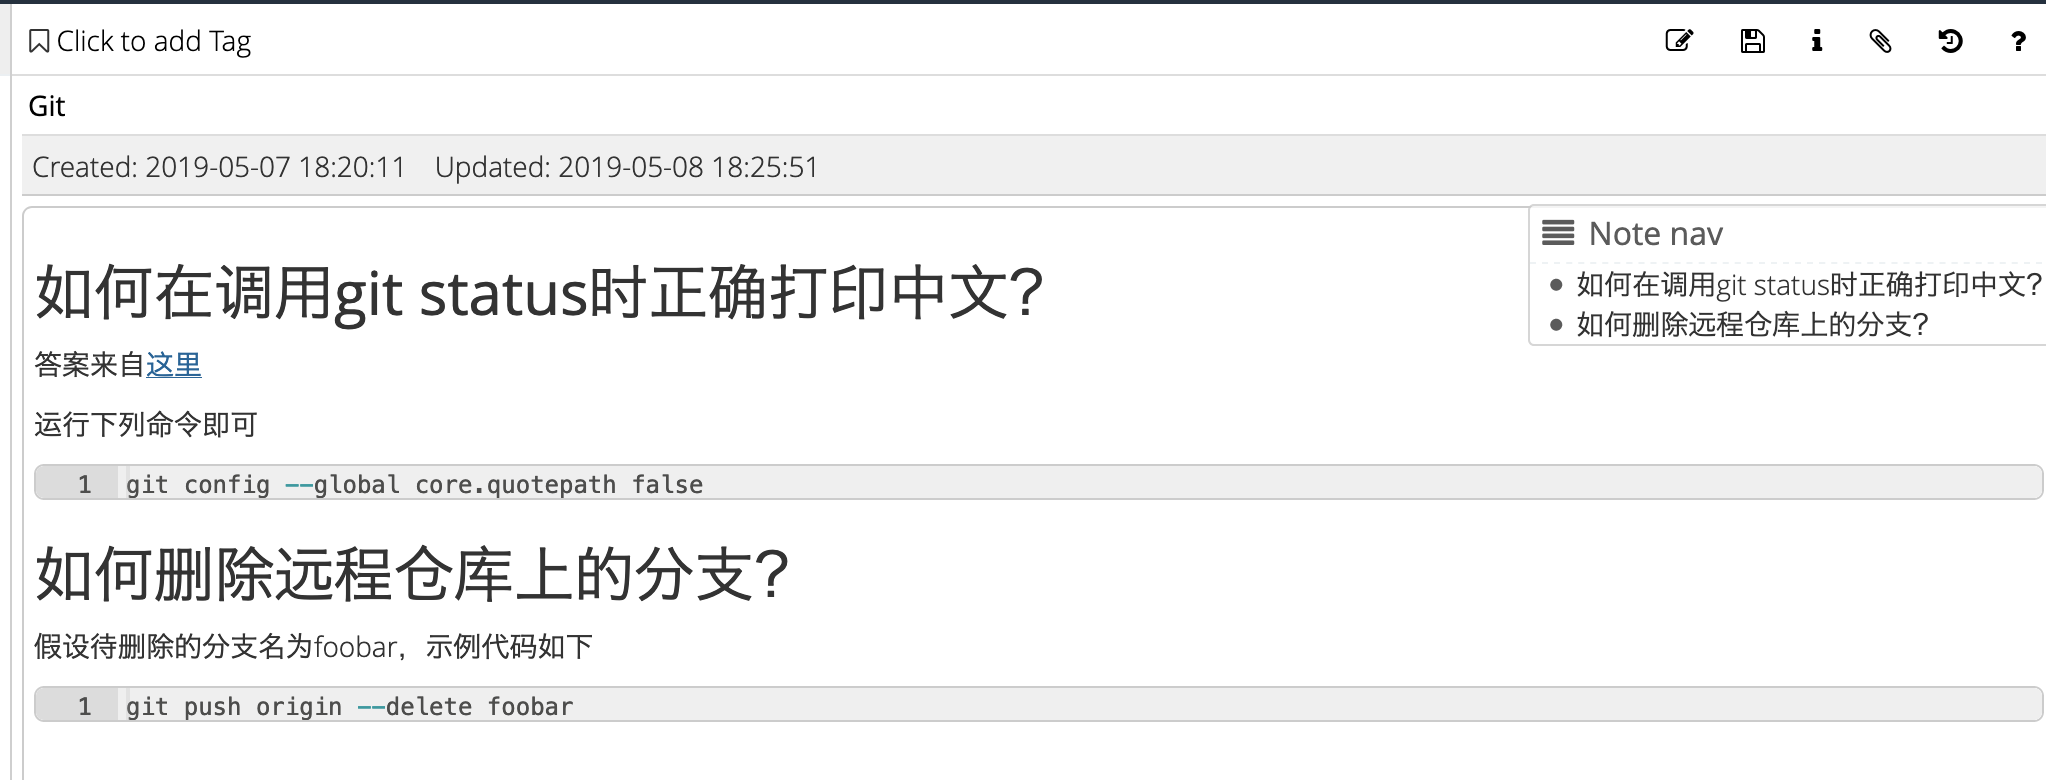 Click to add Tag
Git
Created: 2019-05-07 18:20:11 Updated: 2019-05-08 18:25:51
Note nav
如何在调用git status时正确打印中文?
如何删除远程仓库上的分支?
如何在调用git status时正确打印中文?
答案来自这里
运行下列命令即可
1 git config --global core.quotepath false
如何删除远程仓库上的分支?
假设待删除的分支名为foobar，示例代码如下
1 git push origin --delete foobar